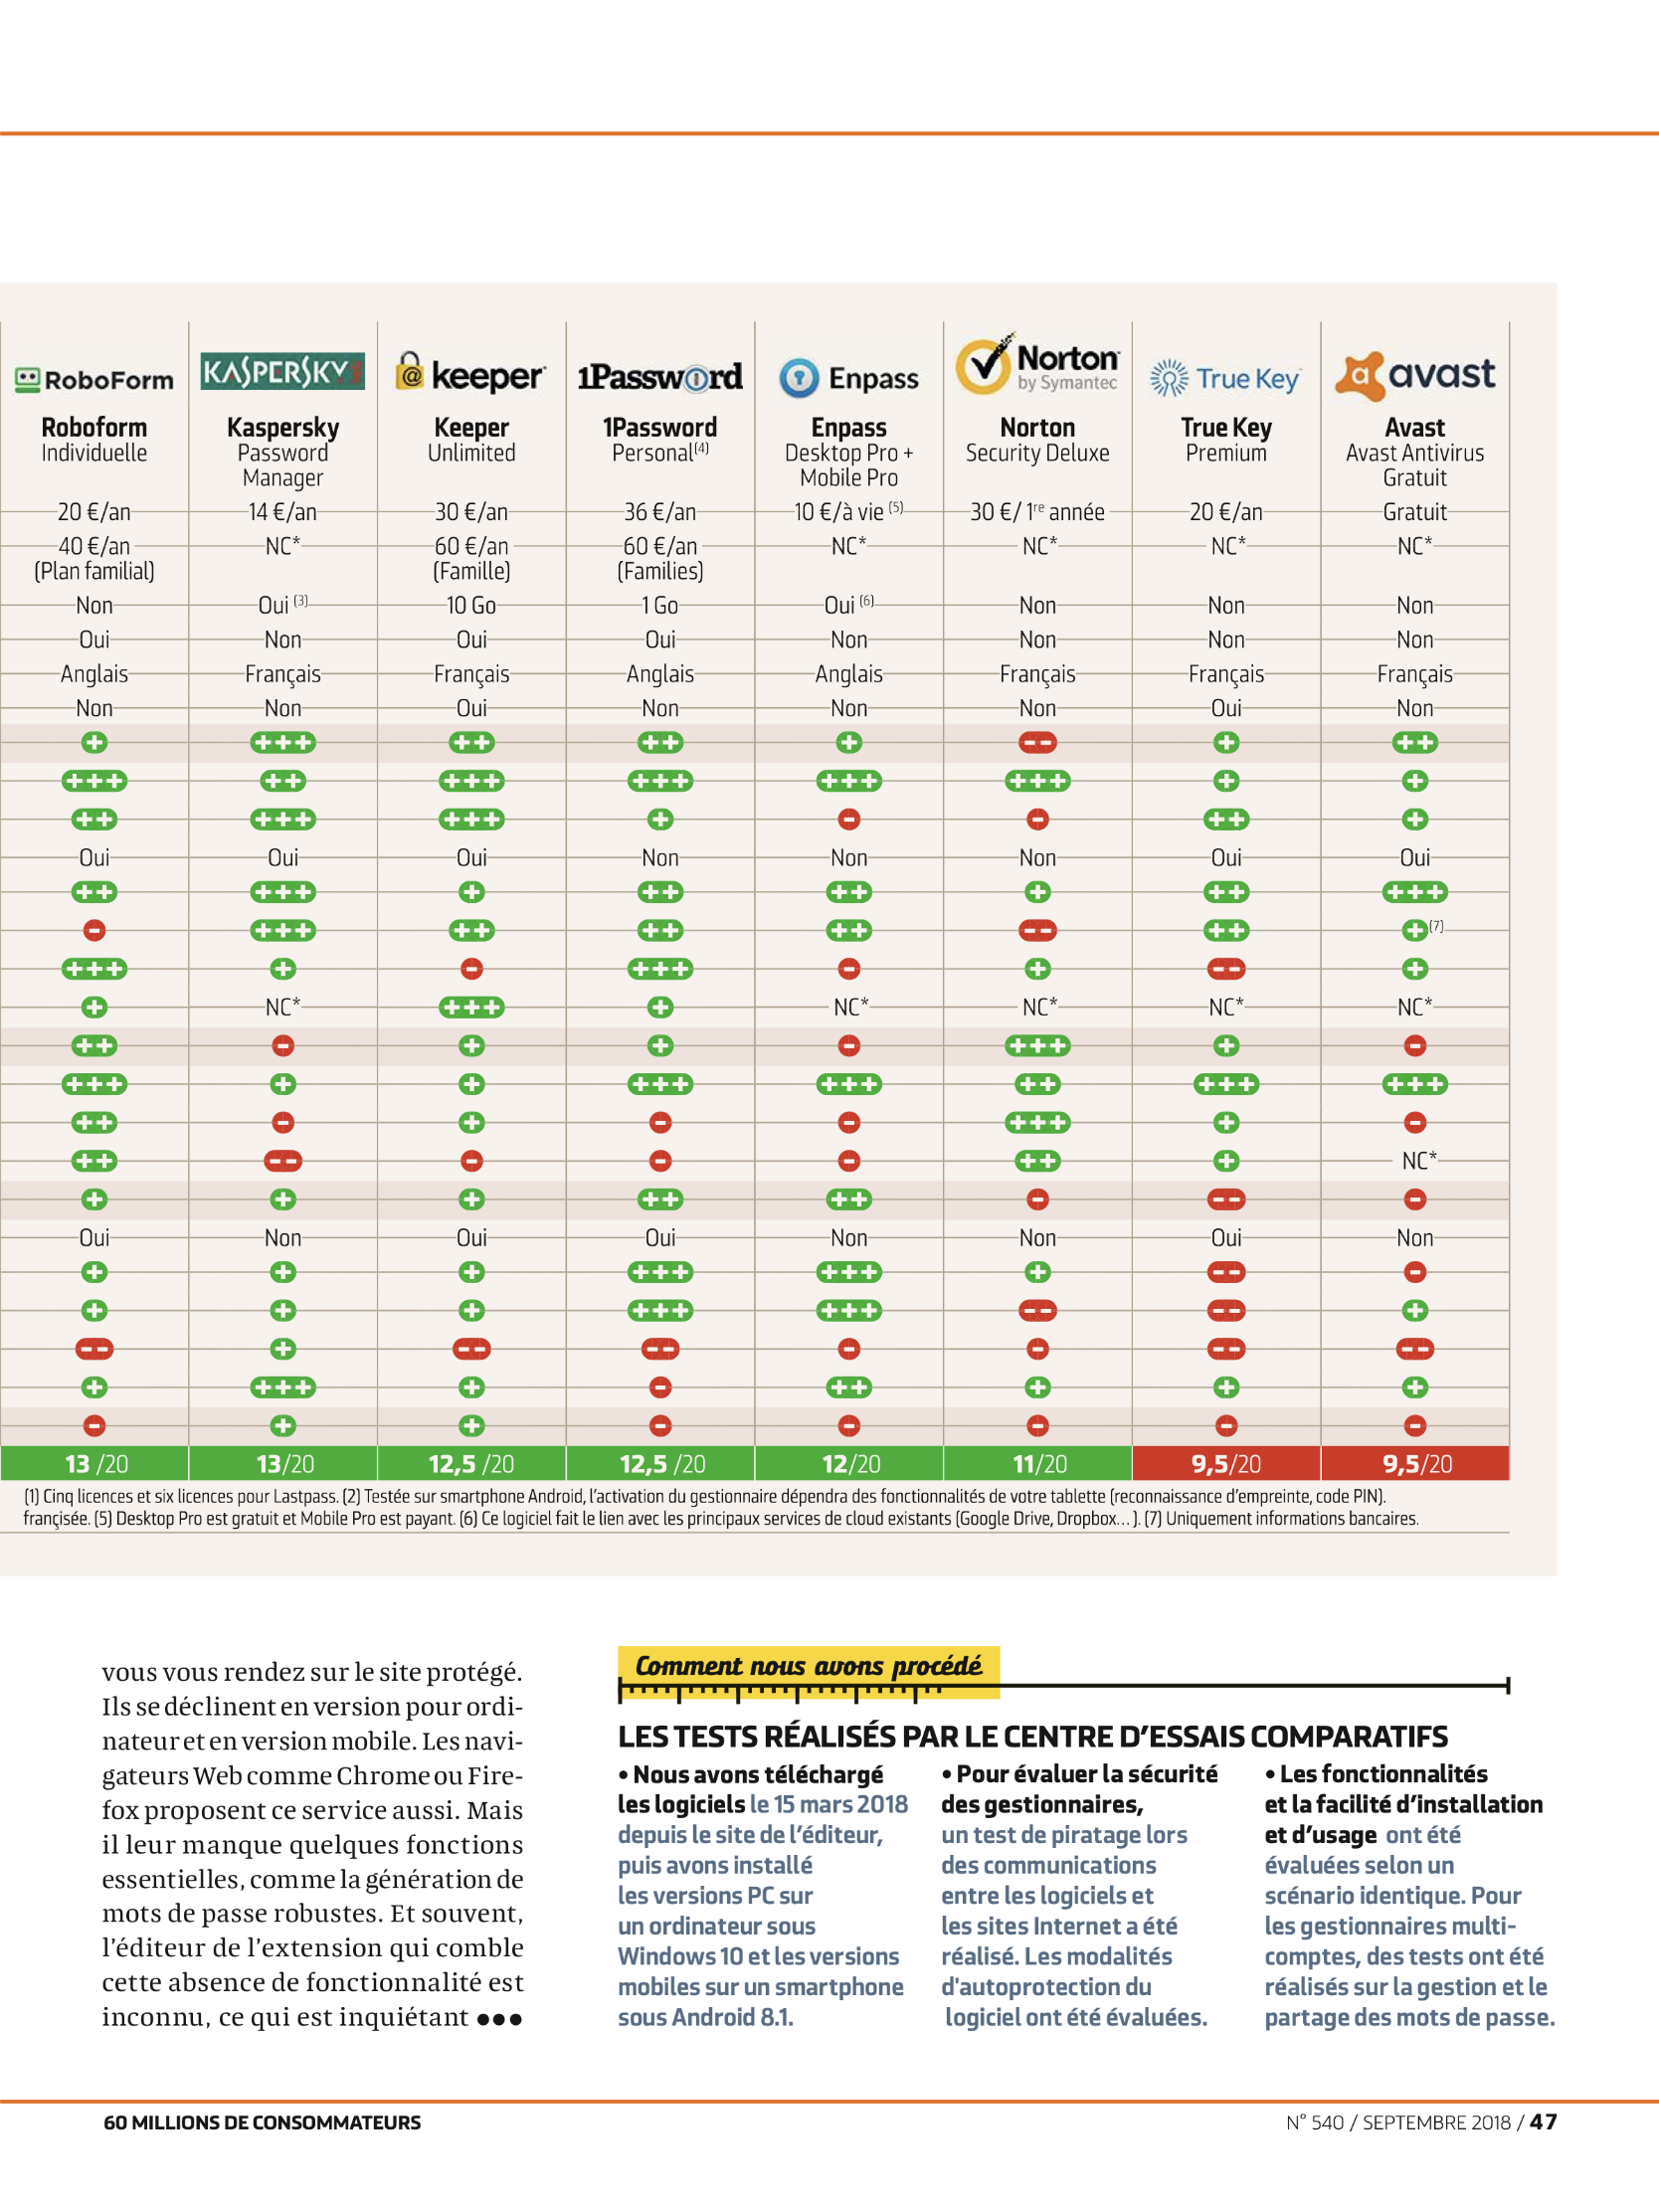 RoboForm KASPERSKY keeper 1Password Enpass Norton by Symantec True Key avast
Roboform Kaspersky Keeper 1Password Enpass Norton True Key Avast
Individuelle Password Unlimited Personal(4) Desktop Pro + Security Deluxe Premium Avast Antivirus
Manager Mobile Pro Gratuit
20 €/an 14 €/an 30 €/an 36 €/an 10 €/à vie (5) 30 €/ 1re année 20 €/an Gratuit
40 €/an NC* 60 €/an 60 €/an NC* NC* NC* NC*
(Plan familial) (Famille) (Families)
Non Oui (3) 10 Go 1 Go Oui (6) Non Non Non
Oui Non Oui Oui Non Non Non Non
Anglais Français Français Anglais Anglais Français Français Français
Non Non Oui Non Non Non Oui Non
+ +++ ++ ++ + -- + ++
+++ ++ +++ +++ +++ +++ + +
++ +++ +++ + - - ++ +
Oui Oui Oui Non Non Non Oui Oui
++ +++ + ++ ++ + ++ +++
- +++ ++ ++ ++ -- ++ +(7)
+++ + - +++ - + -- +
+ NC* +++ + NC* NC* NC* NC*
++ - + + - +++ + -
+++ + + +++ +++ ++ +++ +++
++ - + - - +++ + -
++ -- - - - ++ + NC*
+ + + ++ ++ - -- -
Oui Non Oui Oui Non Non Oui Non
+ + + +++ +++ + -- -
+ + + +++ +++ -- -- +
-- + -- -- - - -- --
+ +++ + - ++ + + +
- + + - - - - -
13 /20 13/20 12,5 /20 12,5 /20 12/20 11/20 9,5/20 9,5/20
(1) Cinq licences et six licences pour Lastpass. (2) Testée sur smartphone Android, l'activation du gestionnaire dépendra des fonctionnalités de votre tablette (reconnaissance d'empreinte, code PIN).
françisée. (5) Desktop Pro est gratuit et Mobile Pro est payant. (6) Ce logiciel fait le lien avec les principaux services de cloud existants (Google Drive, Dropbox...). (7) Uniquement informations bancaires.
vous vous rendez sur le site protégé.
Ils se déclinent en version pour ordi-
nateur et en version mobile. Les navi-
gateurs Web comme Chrome ou Fire-
fox proposent ce service aussi. Mais
il leur manque quelques fonctions
essentielles, comme la génération de
mots de passe robustes. Et souvent,
l'éditeur de l'extension qui comble
cette absence de fonctionnalité est
inconnu, ce qui est inquiétant ●●●
Comment nous avons procédé
LES TESTS RÉALISÉS PAR LE CENTRE D'ESSAIS COMPARATIFS
• Nous avons téléchargé
les logiciels le 15 mars 2018
depuis le site de l'éditeur,
puis avons installé
les versions PC sur
un ordinateur sous
Windows 10 et les versions
mobiles sur un smartphone
sous Android 8.1.
• Pour évaluer la sécurité
des gestionnaires,
un test de piratage lors
des communications
entre les logiciels et
les sites Internet a été
réalisé. Les modalités
d'autoprotection du
logiciel ont été évaluées.
• Les fonctionnalités
et la facilité d'installation
et d'usage ont été
évaluées selon un
scénario identique. Pour
les gestionnaires multi-
comptes, des tests ont été
réalisés sur la gestion et le
partage des mots de passe.
60 MILLIONS DE CONSOMMATEURS
N° 540 / SEPTEMBRE 2018 / 47